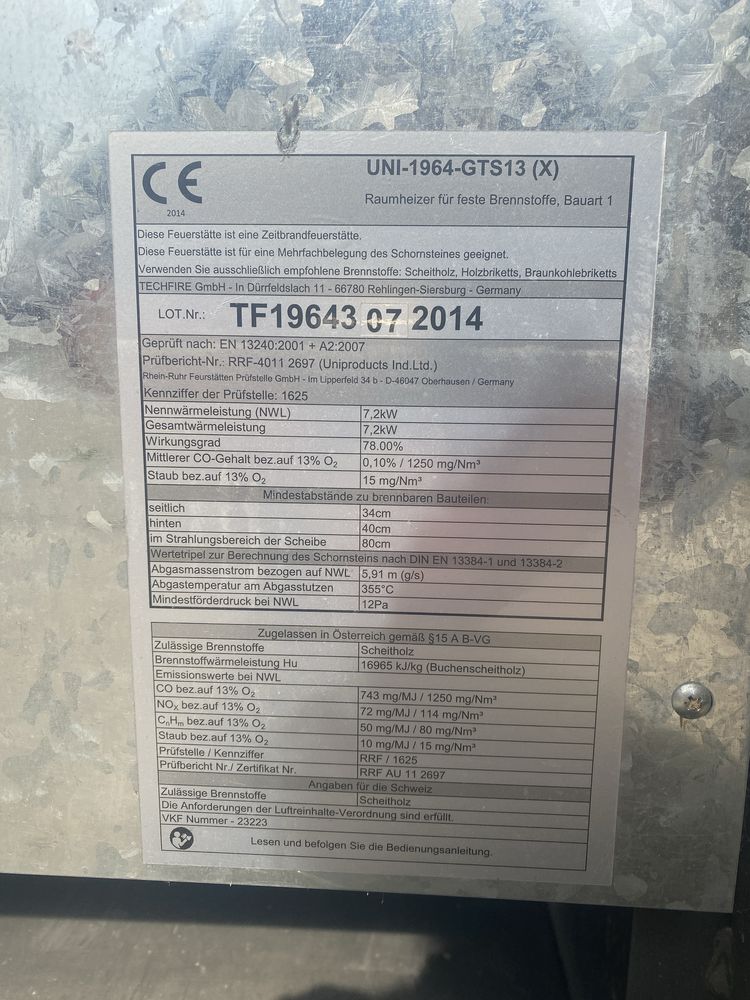 CE
2014
UNI-1964-GTS13 (X)
Raumheizer für feste Brennstoffe, Bauart 1
Diese Feuerstätte ist eine Zeitbrandfeuerstätte.
Diese Feuerstätte ist für eine Mehrfachbelegung des Schornsteines geeignet.
Verwenden Sie ausschließlich empfohlene Brennstoffe: Scheitholz, Holzbriketts, Braunkohlebriketts
TECHFIRE GmbH - In Dürrfeldslach 11 - 66780 Rehlingen-Siersburg - Germany
LOT.Nr.: TF19643 07 2014
Geprüft nach: EN 13240:2001 + A2:2007
Prüfbericht-Nr.: RRF-4011 2697 (Uniproducts Ind.Ltd.)
Rhein-Ruhr Feurstätten Prüfstelle GmbH - Im Lipperfeld 34 b - D-46047 Oberhausen / Germany
Kennziffer der Prüfstelle: 1625
Nennwärmeleistung (NWL) 7,2kW
Gesamtwärmeleistung 7,2kW
Wirkungsgrad 78.00%
Mittlerer CO-Gehalt bez.auf 13% O₂ 0,10% / 1250 mg/Nm³
Staub bez.auf 13% O₂ 15 mg/Nm³
Mindestabstände zu brennbaren Bauteilen:
seitlich 34cm
hinten 40cm
im Strahlungsbereich der Scheibe 80cm
Wertetripel zur Berechnung des Schornsteins nach DIN EN 13384-1 und 13384-2
Abgasmassenstrom bezogen auf NWL 5,91 m (g/s)
Abgastemperatur am Abgasstutzen 355°C
Mindestförderdruck bei NWL 12Pa
Zugelassen in Österreich gemäß §15 A B-VG
Zulässige Brennstoffe Scheitholz
Brennstoffwärmeleistung Hu 16965 kJ/kg (Buchenscheitholz)
Emissionswerte bei NWL
CO bez.auf 13% O₂ 743 mg/MJ / 1250 mg/Nm³
NOₓ bez.auf 13% O₂ 72 mg/MJ / 114 mg/Nm³
CₙHₘ bez.auf 13% O₂ 50 mg/MJ / 80 mg/Nm³
Staub bez.auf 13% O₂ 10 mg/MJ / 15 mg/Nm³
Prüfstelle / Kennziffer RRF / 1625
Prüfbericht Nr./ Zertifikat Nr. RRF AU 11 2697
Angaben für die Schweiz
Zulässige Brennstoffe Scheitholz
Die Anforderungen der Luftreinhalte-Verordnung sind erfüllt.
VKF Nummer - 23223
Lesen und befolgen Sie die Bedienungsanleitung.